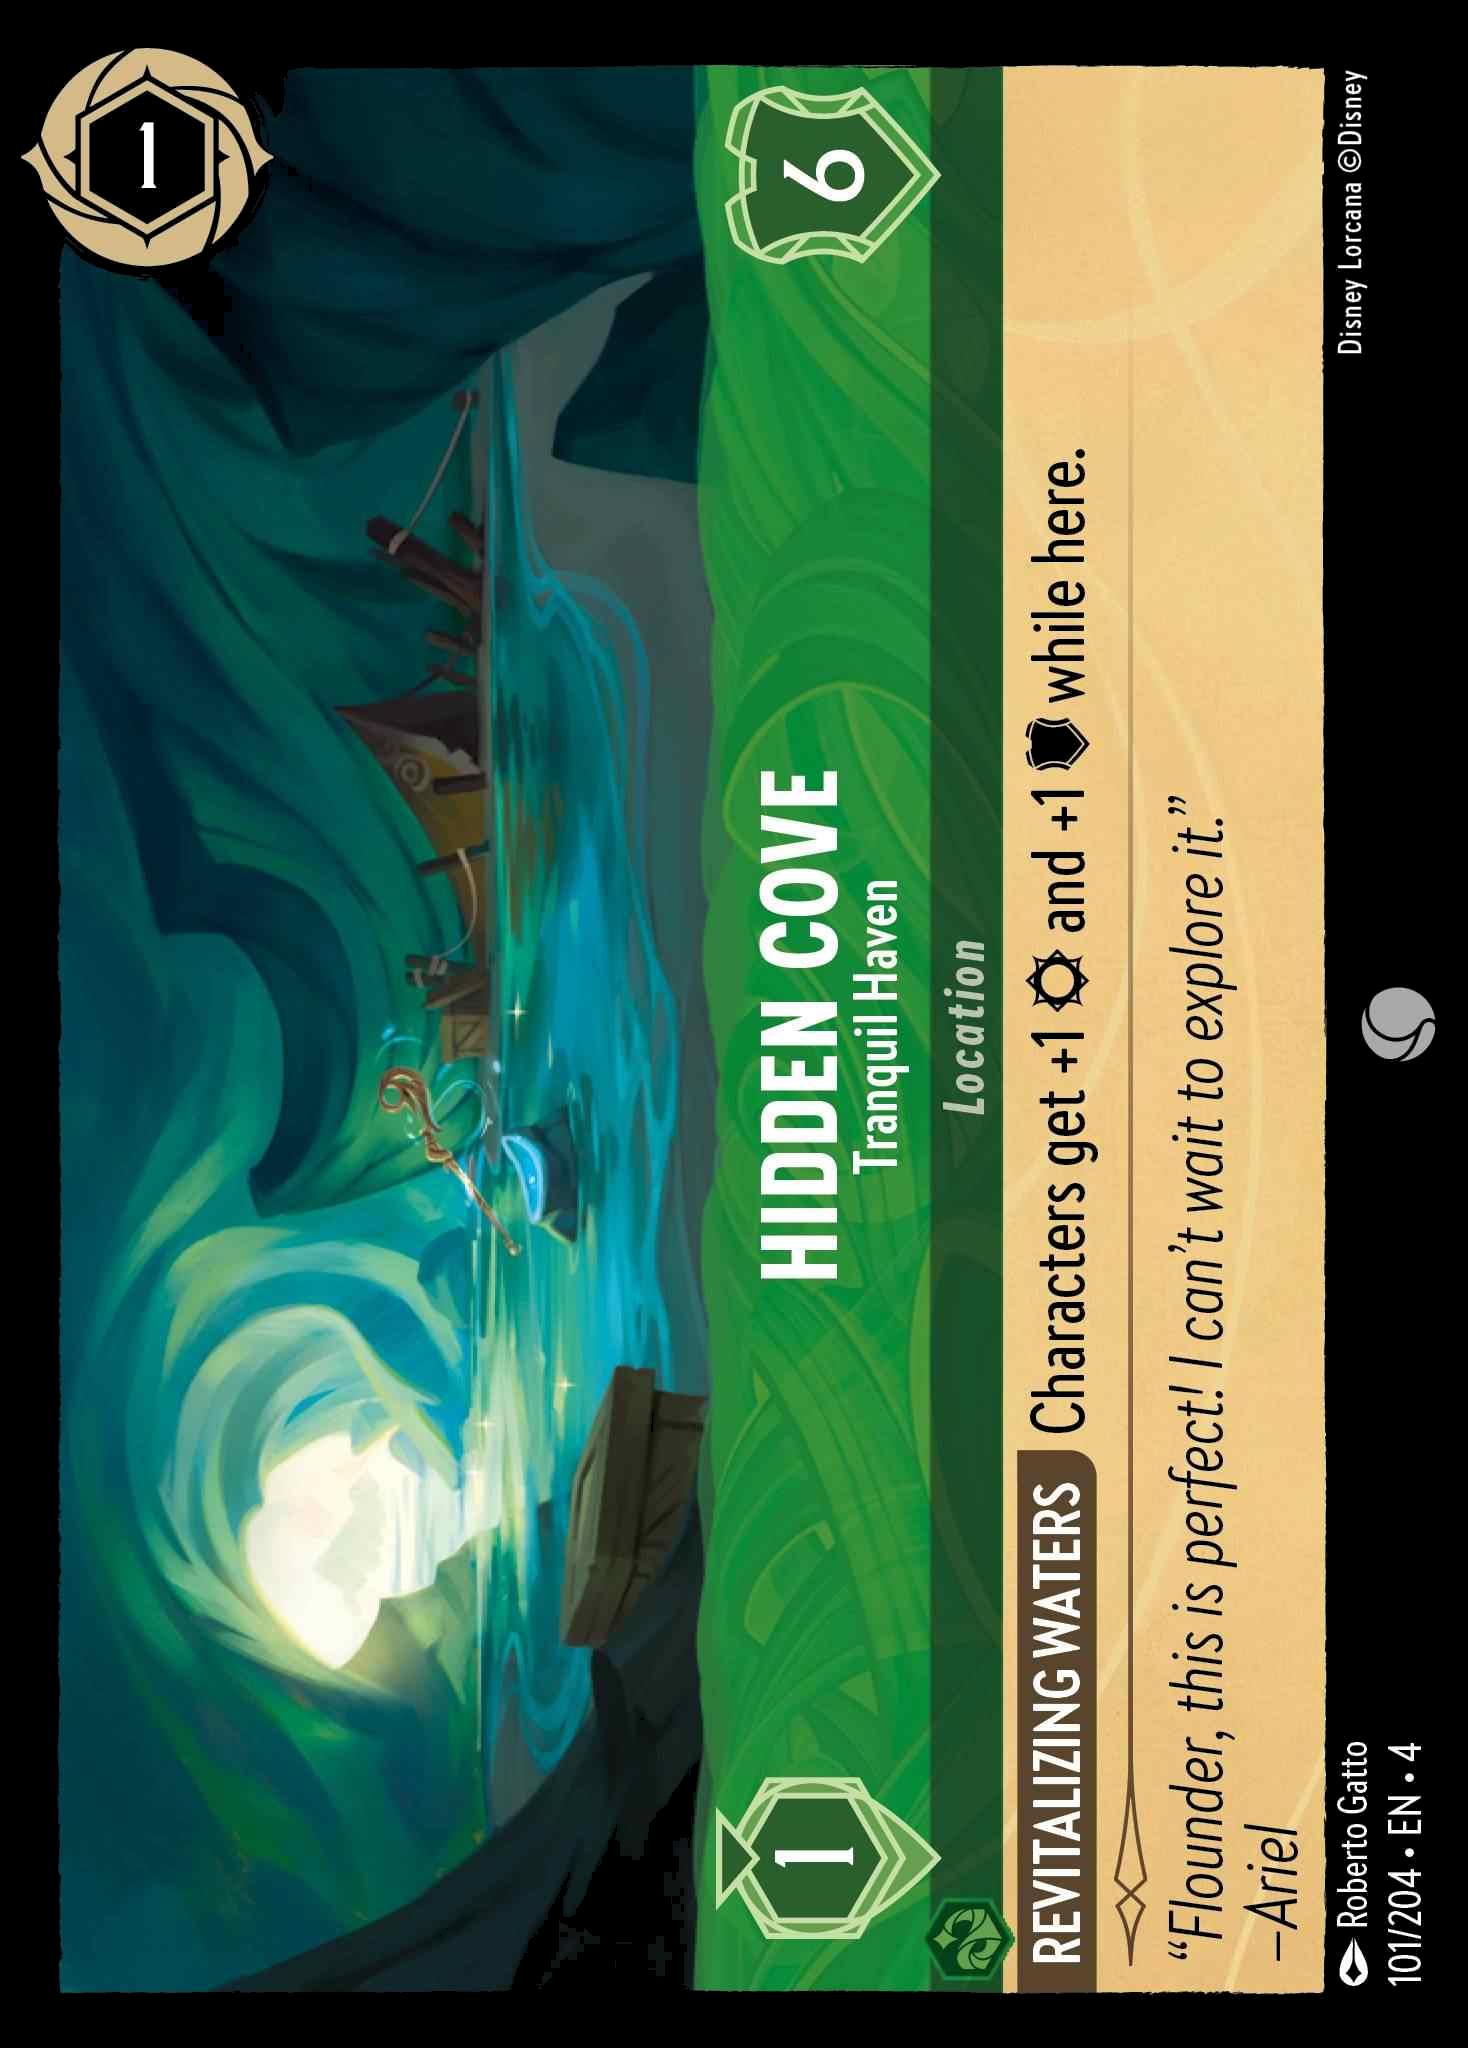 1
1
HIDDEN COVE
Tranquil Haven
6
Location
REVITALIZING WATERS Characters get +1 and +1 while here.
“Flounder, this is perfect! I can’t wait to explore it.”
–Ariel
Roberto Gatto
101/204 • EN • 4
Disney Lorcana ©Disney